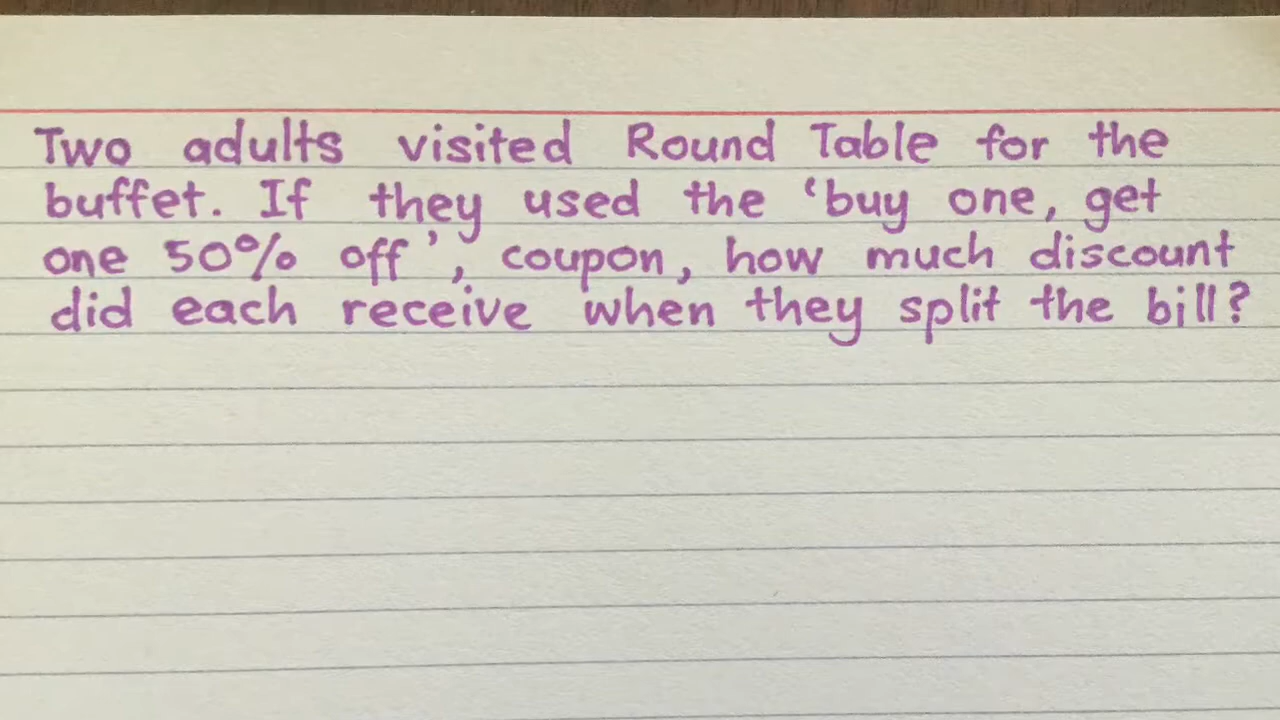 Two adults visited Round Table for the
buffet. If they used the ‘buy one, get
one 50% off’, coupon, how much discount
did each receive when they split the bill?